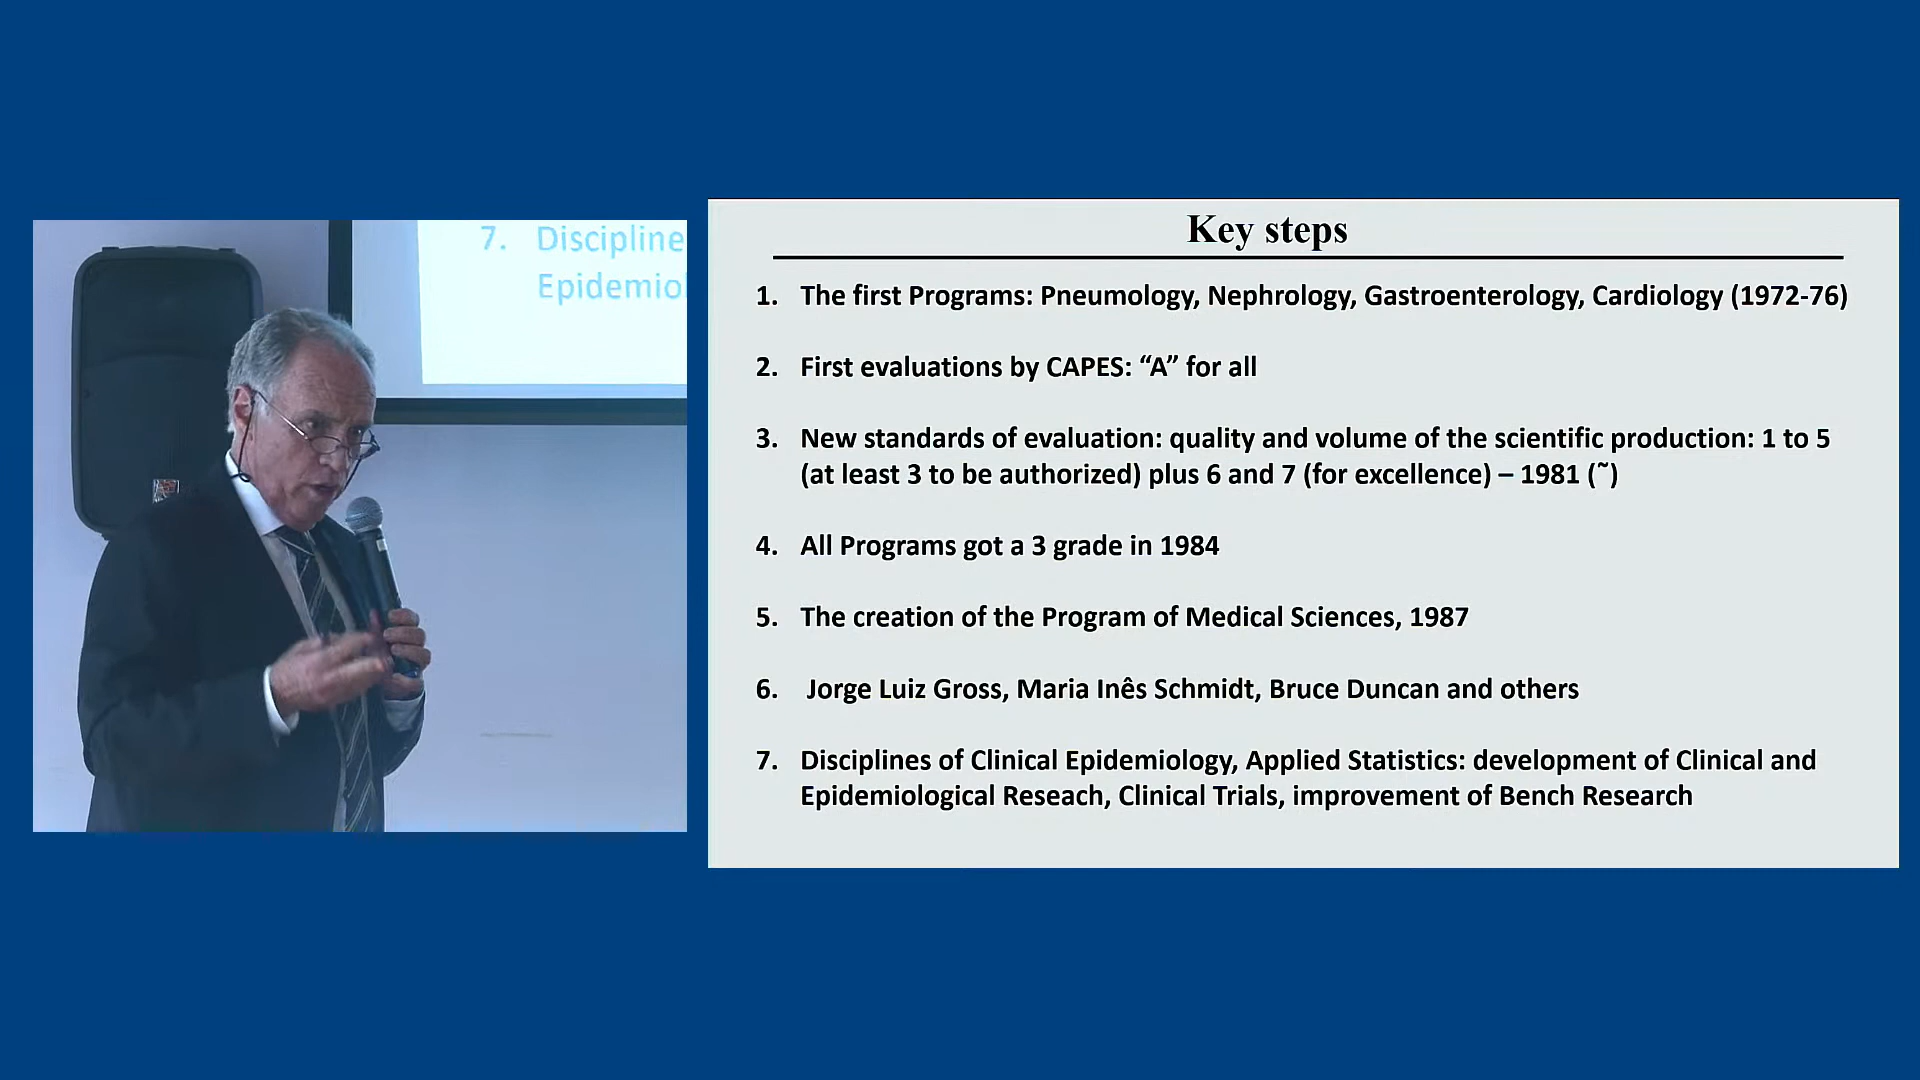 7. Discipline
Epidemiol
Key steps
1. The first Programs: Pneumology, Nephrology, Gastroenterology, Cardiology (1972-76)
2. First evaluations by CAPES: “A” for all
3. New standards of evaluation: quality and volume of the scientific production: 1 to 5
(at least 3 to be authorized) plus 6 and 7 (for excellence) – 1981 (˜)
4. All Programs got a 3 grade in 1984
5. The creation of the Program of Medical Sciences, 1987
6. Jorge Luiz Gross, Maria Inês Schmidt, Bruce Duncan and others
7. Disciplines of Clinical Epidemiology, Applied Statistics: development of Clinical and
Epidemiological Reseach, Clinical Trials, improvement of Bench Research